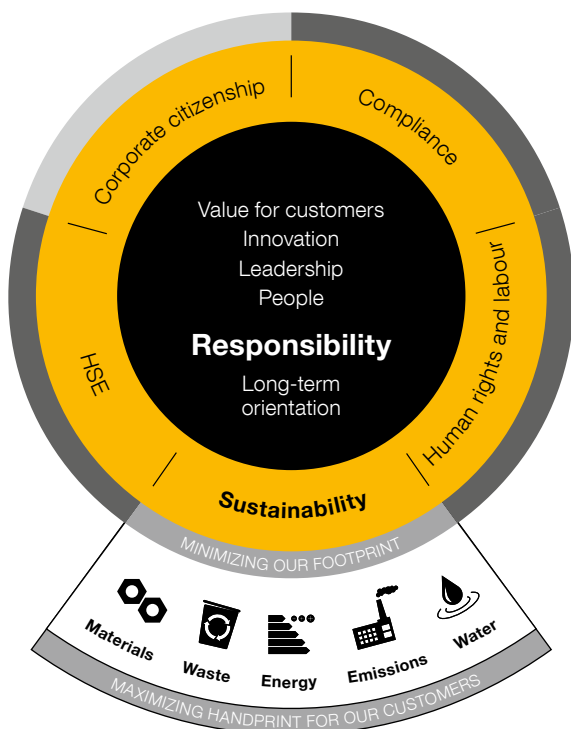 Corporate citizenship
Compliance
Value for customers
Innovation
Leadership
People
Responsibility
Long-term
orientation
HSE
Human rights and labour
Sustainability
MINIMIZING OUR FOOTPRINT
Materials
Waste
Energy
Emissions
Water
MAXIMIZING HANDPRINT FOR OUR CUSTOMERS